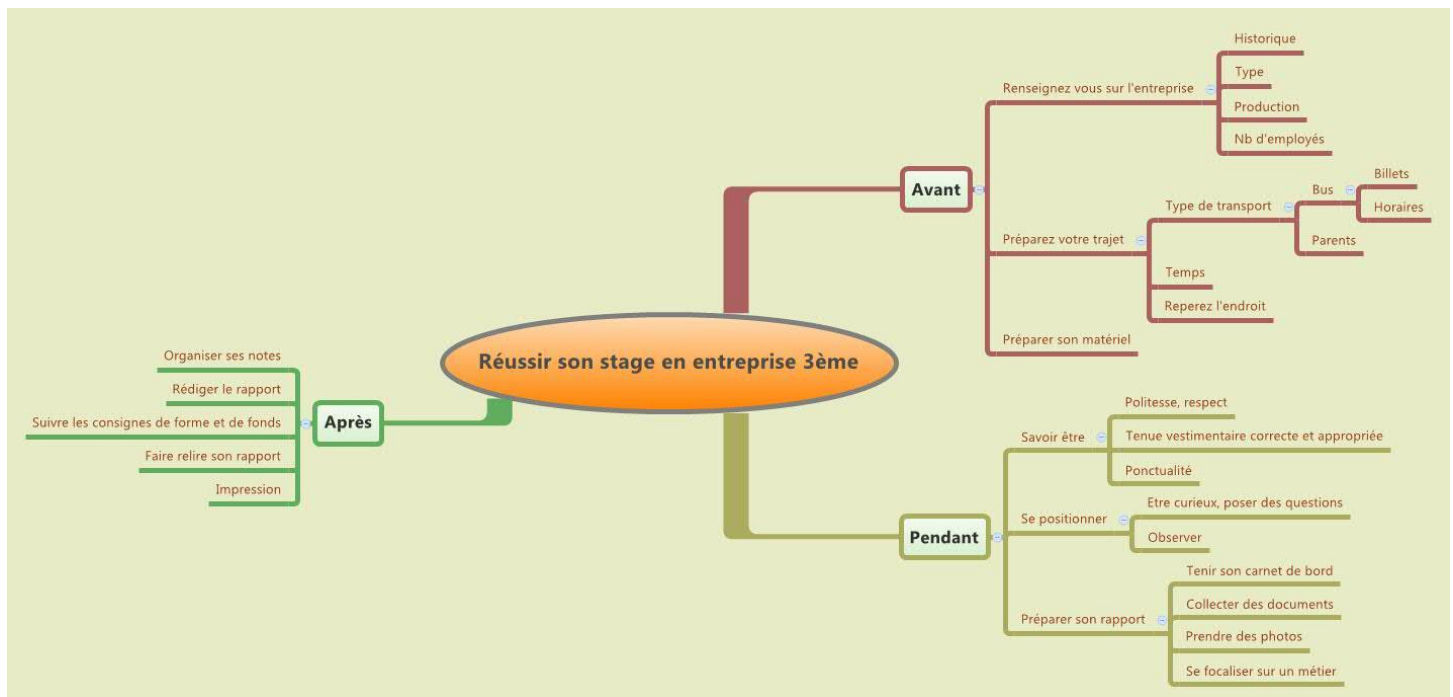 Réussir son stage en entreprise 3ème
Avant
Renseignez vous sur l'entreprise
Historique
Type
Production
Nb d'employés
Préparez votre trajet
Type de transport
Bus
Billets
Horaires
Parents
Temps
Reperez l'endroit
Préparer son matériel
Pendant
Savoir être
Politesse, respect
Tenue vestimentaire correcte et appropriée
Ponctualité
Se positionner
Etre curieux, poser des questions
Observer
Préparer son rapport
Tenir son carnet de bord
Collecter des documents
Prendre des photos
Se focaliser sur un métier
Après
Organiser ses notes
Rédiger le rapport
Suivre les consignes de forme et de fonds
Faire relire son rapport
Impression